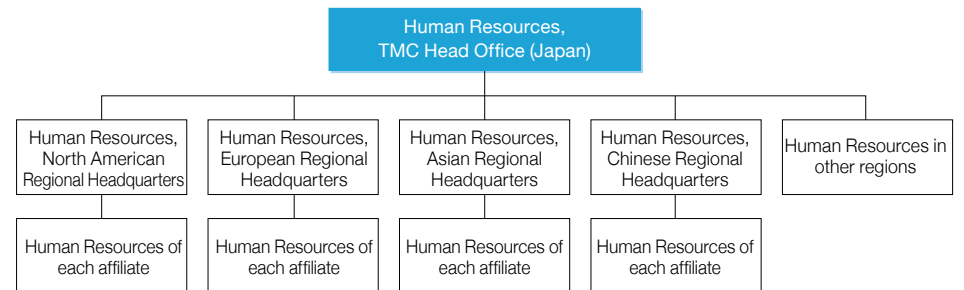 Human Resources,
TMC Head Office (Japan)
Human Resources,
North American
Regional Headquarters
Human Resources,
European Regional
Headquarters
Human Resources,
Asian Regional
Headquarters
Human Resources,
Chinese Regional
Headquarters
Human Resources in
other regions
Human Resources of
each affiliate
Human Resources of
each affiliate
Human Resources of
each affiliate
Human Resources of
each affiliate